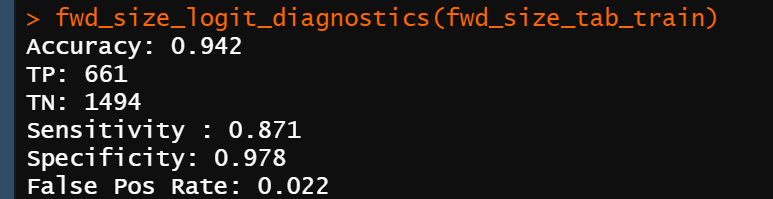 > fwd_size_logit_diagnostics(fwd_size_tab_train)
Accuracy: 0.942
TP: 661
TN: 1494
Sensitivity : 0.871
Specificity: 0.978
False Pos Rate: 0.022